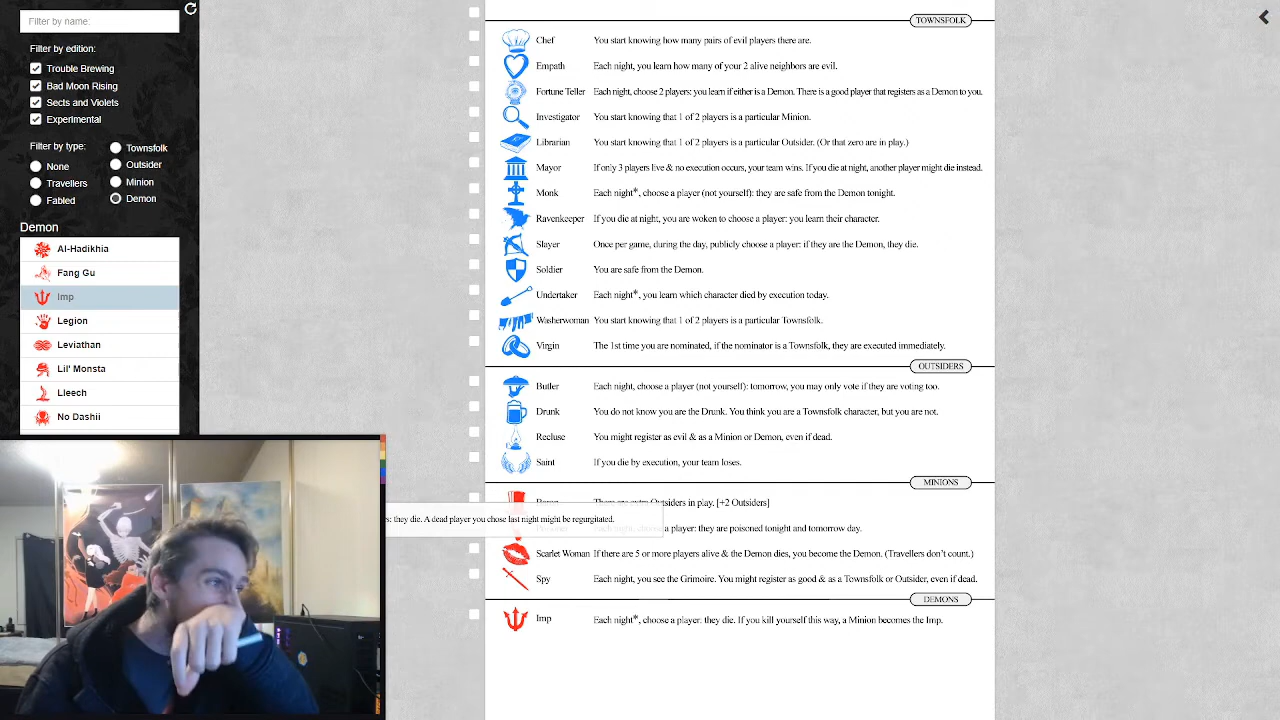 Filter by name:
Filter by edition:
Trouble Brewing
Bad Moon Rising
Sects and Violets
Experimental
Filter by type:
None
Travellers
Fabled
Townsfolk
Outsider
Minion
Demon
Demon
Al-Hadikhia
Fang Gu
Imp
Legion
Leviathan
Lil' Monsta
Lleech
No Dashii
TOWNSFOLK
Chef You start knowing how many pairs of evil players there are.
Empath Each night, you learn how many of your 2 alive neighbors are evil.
Fortune Teller Each night, choose 2 players: you learn if either is a Demon. There is a good player that registers as a Demon to you.
Investigator You start knowing that 1 of 2 players is a particular Minion.
Librarian You start knowing that 1 of 2 players is a particular Outsider. (Or that zero are in play.)
Mayor If only 3 players live & no execution occurs, your team wins. If you die at night, another player might die instead.
Monk Each night*, choose a player (not yourself): they are safe from the Demon tonight.
Ravenkeeper If you die at night, you are woken to choose a player: you learn their character.
Slayer Once per game, during the day, publicly choose a player: if they are the Demon, they die.
Soldier You are safe from the Demon.
Undertaker Each night*, you learn which character died by execution today.
Washerwoman You start knowing that 1 of 2 players is a particular Townsfolk.
Virgin The 1st time you are nominated, if the nominator is a Townsfolk, they are executed immediately.
OUTSIDERS
Butler Each night, choose a player (not yourself): tomorrow, you may only vote if they are voting too.
Drunk You do not know you are the Drunk. You think you are a Townsfolk character, but you are not.
Recluse You might register as evil & as a Minion or Demon, even if dead.
Saint If you die by execution, your team loses.
MINIONS
Baron There are extra Outsiders in play. [+2 Outsiders]
s: they die. A dead player you chose last night might be regurgitated.
Each night, choose a player: they are poisoned tonight and tomorrow day.
Scarlet Woman If there are 5 or more players alive & the Demon dies, you become the Demon. (Travellers don't count.)
Spy Each night, you see the Grimoire. You might register as good & as a Townsfolk or Outsider, even if dead.
DEMONS
Imp Each night*, choose a player: they die. If you kill yourself this way, a Minion becomes the Imp.